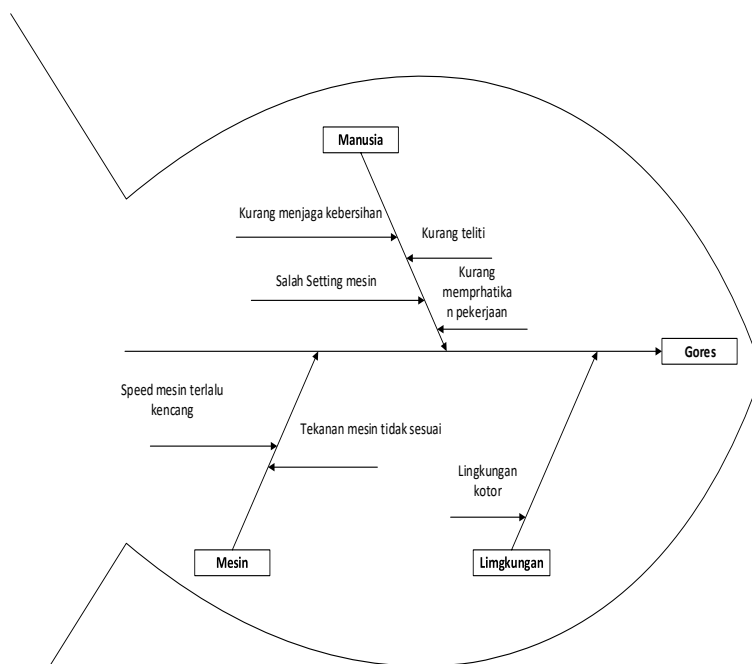 Manusia
Kurang menjaga kebersihan
Kurang teliti
Salah Setting mesin
Kurang
memprhatika
n pekerjaan
Gores
Speed mesin terlalu
kencang
Tekanan mesin tidak sesuai
Lingkungan
kotor
Mesin
Limgkungan